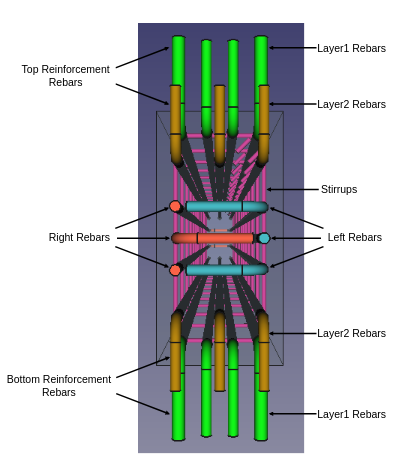 Layer1 Rebars
Top Reinforcement
Rebars
Layer2 Rebars
Stirrups
Right Rebars
Left Rebars
Layer2 Rebars
Bottom Reinforcement
Rebars
Layer1 Rebars